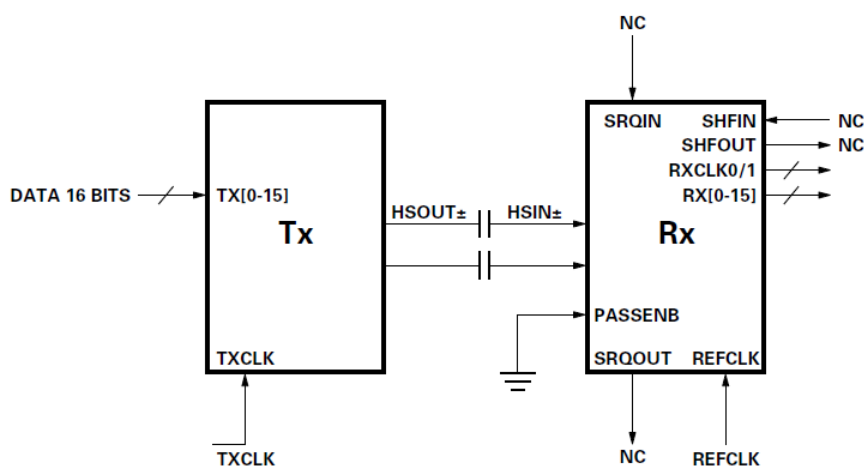 NC
SRQIN
SHFIN
NC
SHFOUT
NC
RXCLK0/1
DATA 16 BITS
TX[0-15]
RX[0-15]
HSOUT±
HSIN±
Tx
Rx
PASSENB
TXCLK
SRQOUT
REFCLK
TXCLK
NC
REFCLK